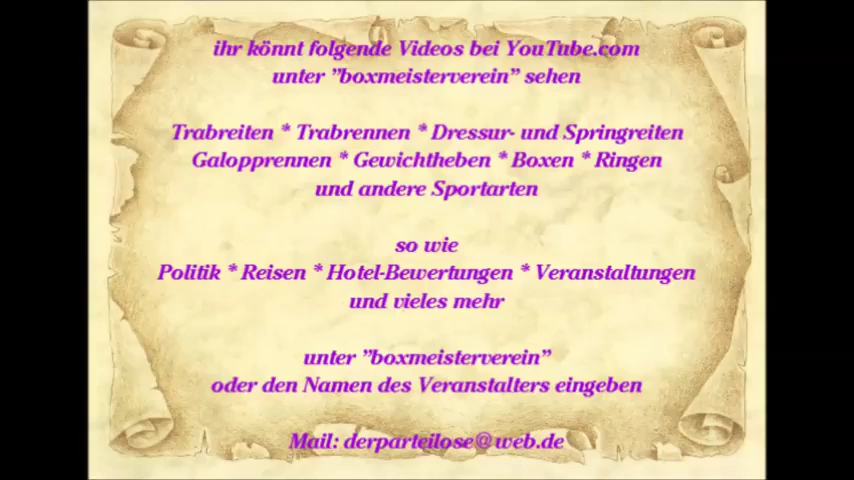 ihr könnt folgende Videos bei YouTube.com
unter "boxmeisterverein" sehen
Trabreiten * Trabrennen * Dressur- und Springreiten
Galopprennen * Gewichtheben * Boxen * Ringen
und andere Sportarten
so wie
Politik * Reisen * Hotel-Bewertungen * Veranstaltungen
und vieles mehr
unter "boxmeisterverein"
oder den Namen des Veranstalters eingeben
Mail: derparteilose@web.de